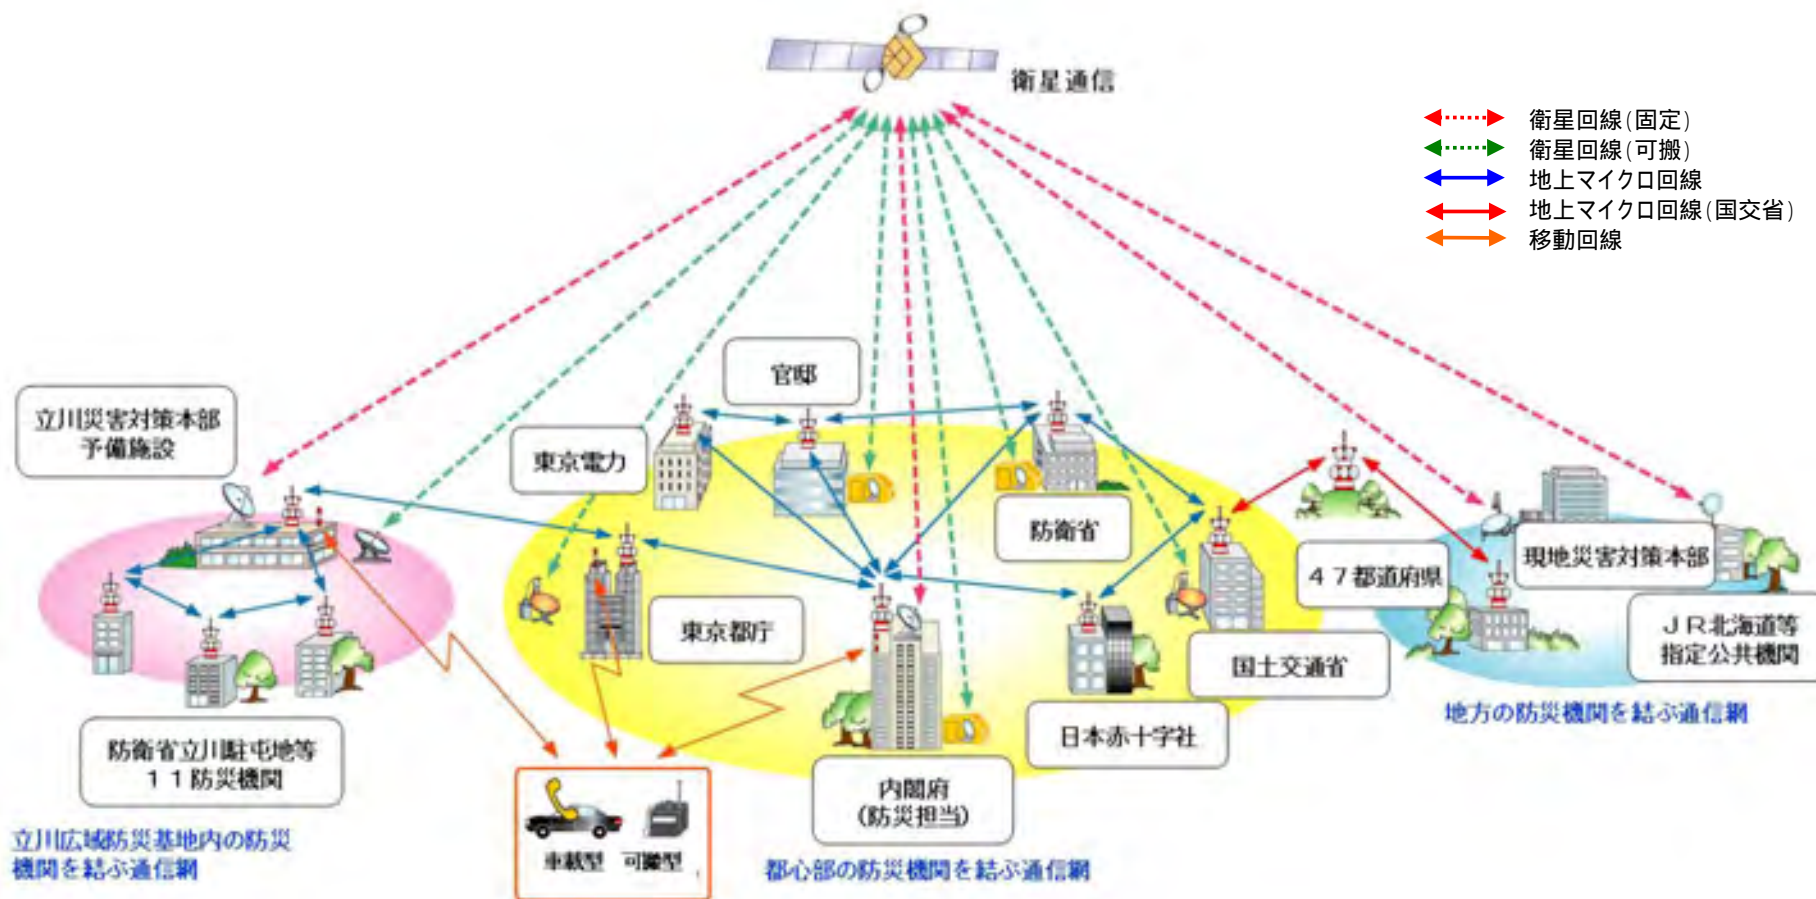 衛星通信
衛星回線(固定)
衛星回線(可搬)
地上マイクロ回線
地上マイクロ回線(国交省)
移動回線
官邸
立川災害対策本部
予備施設
東京電力
防衛省
47都道府県
現地災害対策本部
東京都庁
国土交通省
JR北海道等
指定公共機関
地方の防災機関を結ぶ通信網
日本赤十字社
防衛省立川駐屯地等
11防災機関
内閣府
(防災担当)
立川広域防災基地内の防災
機関を結ぶ通信網
車載型 可搬型
都心部の防災機関を結ぶ通信網